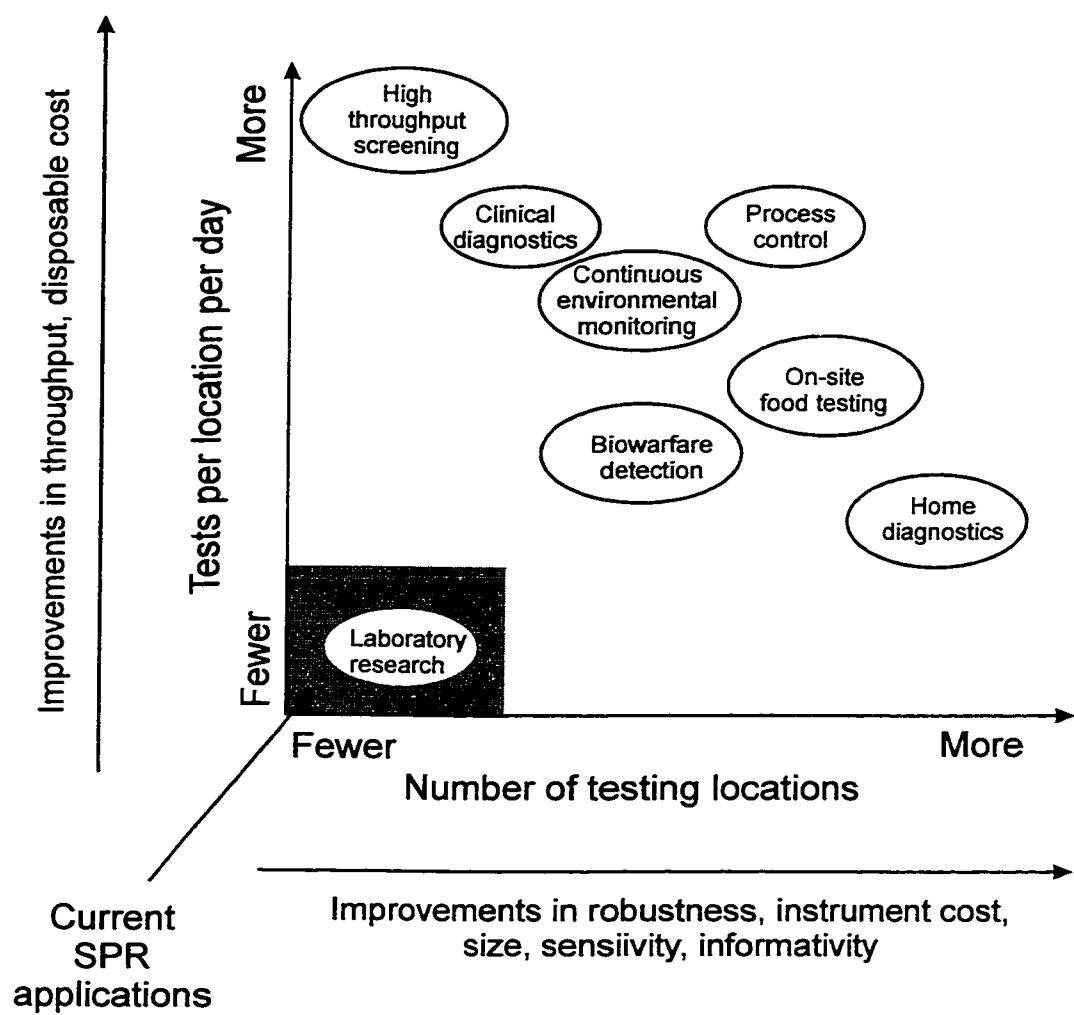 Improvements in throughput, disposable cost
Tests per location per day
More
Fewer
High
throughput
screening
Clinical
diagnostics
Process
control
Continuous
environmental
monitoring
On-site
food testing
Biowarfare
detection
Home
diagnostics
Laboratory
research
Fewer
More
Number of testing locations
Current
SPR
applications
Improvements in robustness, instrument cost,
size, sensiivity, informativity